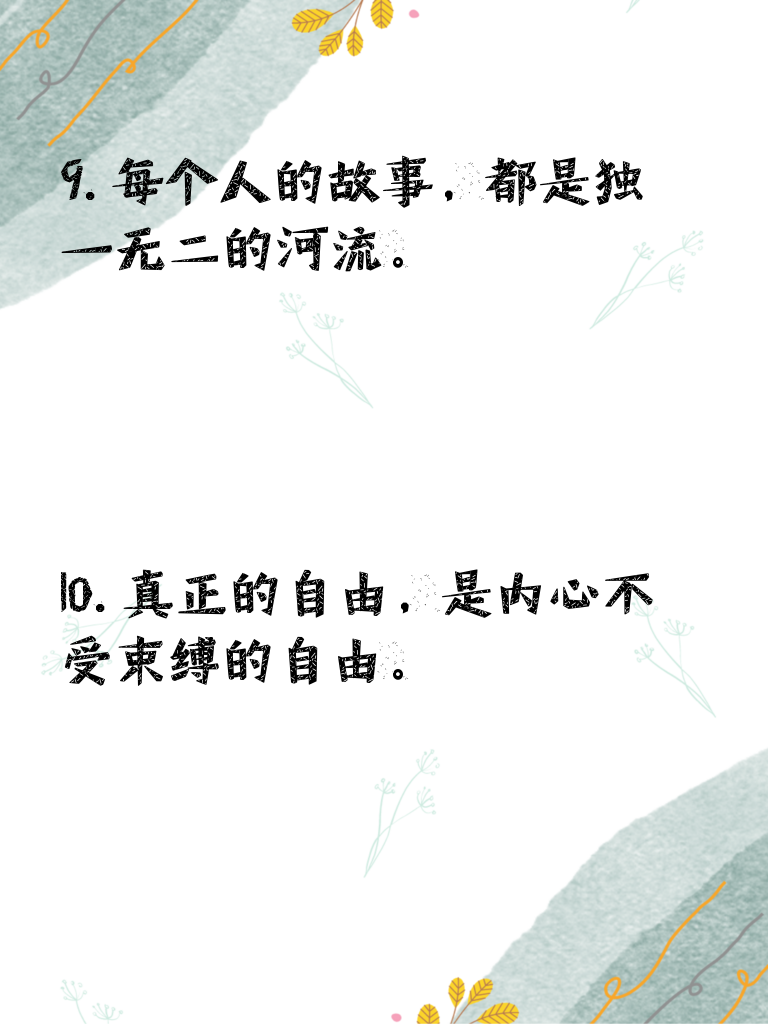 9. 每个人的故事，都是独
一无二的河流。
10. 真正的自由，是内心不
受束缚的自由。